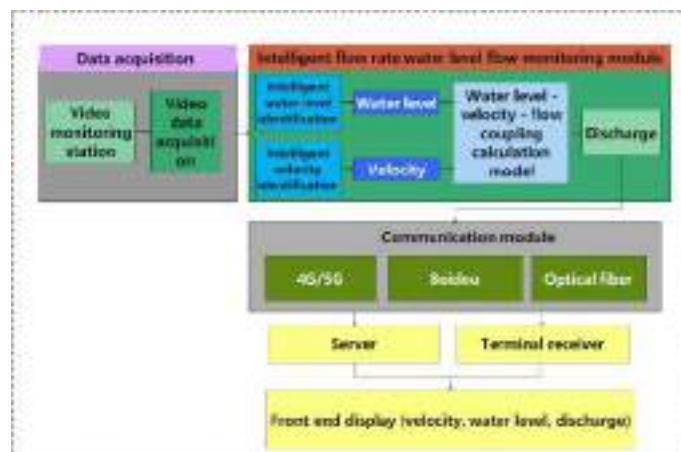 Data acquisition
Intelligent flow rate water level flow monitoring module
Video
monitoring
station
Video
data
acquisiti
on
Intelligent
water level
identification
Water level
Intelligent
velocity
identification
Velocity
Water level -
velocity - flow
coupling
calculation
model
Discharge
Communication module
4G/5G
Beidou
Optical fiber
Server
Terminal receiver
Front end display (velocity, water level, discharge)